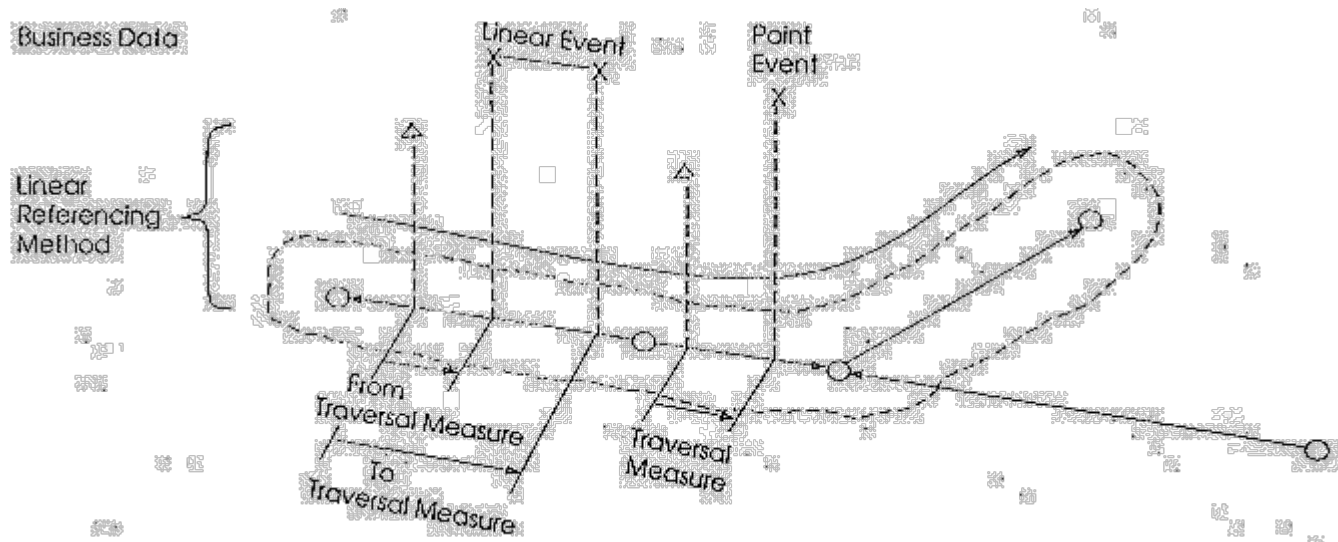 Business Data
Linear Event
Point
Event
Linear
Referencing
Method
From
Traversal Measure
To
Traversal Measure
Traversal
Measure